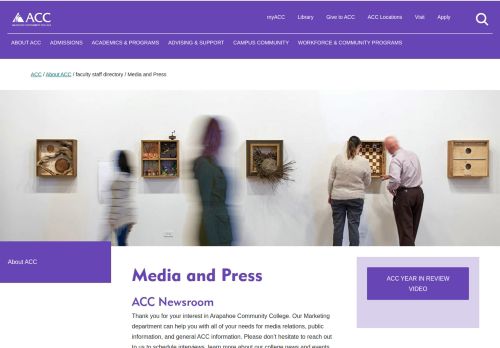 ACC
myACC Library Give to ACC ACC Locations Visit Apply
ABOUT ACC ADMISSIONS ACADEMICS & PROGRAMS ADVISING & SUPPORT CAMPUS COMMUNITY WORKFORCE & COMMUNITY PROGRAMS
ACC / About ACC / faculty staff directory / Media and Press
About ACC
Media and Press
ACC Newsroom
Thank you for your interest in Arapahoe Community College. Our Marketing
department can help you with all of your needs for media relations, public
information, and general ACC information. Please don't hesitate to reach
out to us to schedule interviews, learn more about our college news and events
ACC YEAR IN REVIEW
VIDEO